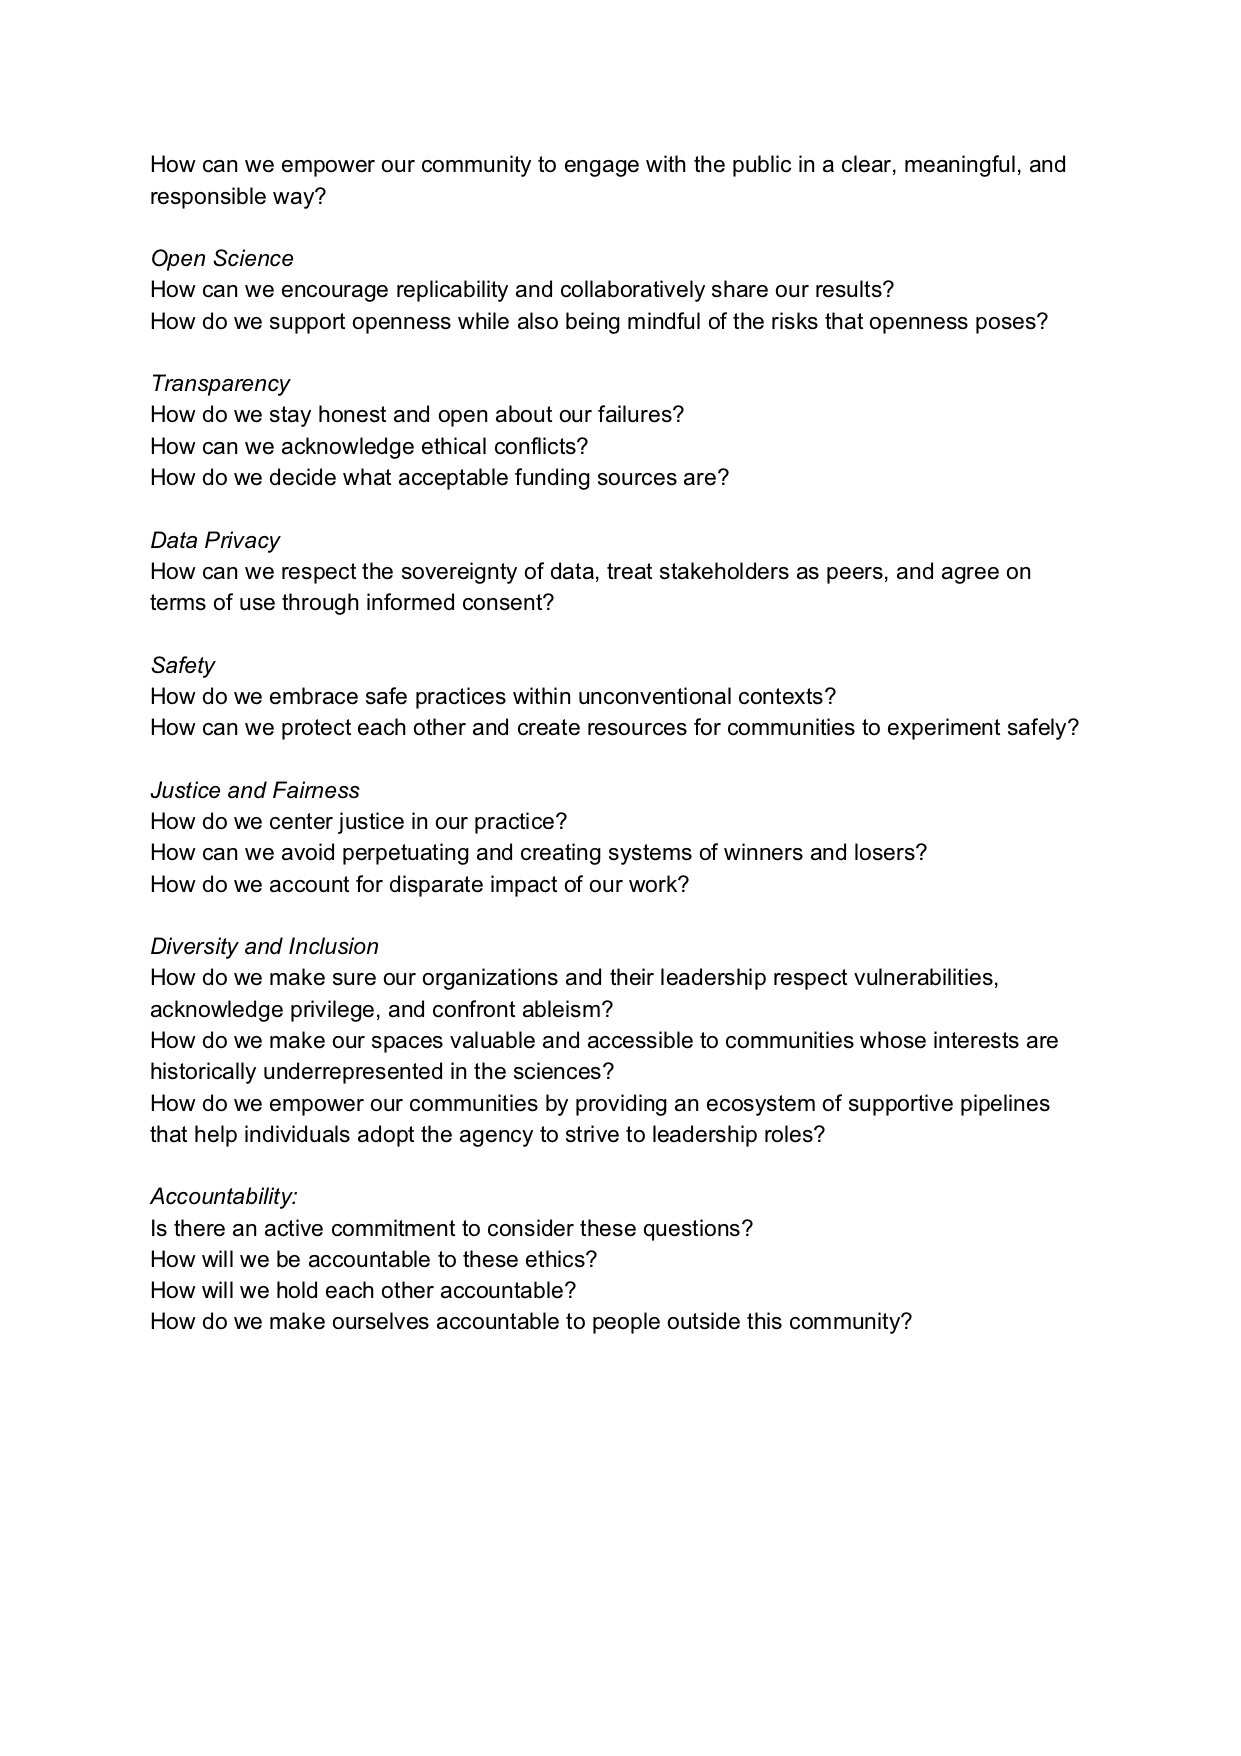 How can we empower our community to engage with the public in a clear, meaningful, and
responsible way?
Open Science
How can we encourage replicability and collaboratively share our results?
How do we support openness while also being mindful of the risks that openness poses?
Transparency
How do we stay honest and open about our failures?
How can we acknowledge ethical conflicts?
How do we decide what acceptable funding sources are?
Data Privacy
How can we respect the sovereignty of data, treat stakeholders as peers, and agree on
terms of use through informed consent?
Safety
How do we embrace safe practices within unconventional contexts?
How can we protect each other and create resources for communities to experiment safely?
Justice and Fairness
How do we center justice in our practice?
How can we avoid perpetuating and creating systems of winners and losers?
How do we account for disparate impact of our work?
Diversity and Inclusion
How do we make sure our organizations and their leadership respect vulnerabilities,
acknowledge privilege, and confront ableism?
How do we make our spaces valuable and accessible to communities whose interests are
historically underrepresented in the sciences?
How do we empower our communities by providing an ecosystem of supportive pipelines
that help individuals adopt the agency to strive to leadership roles?
Accountability:
Is there an active commitment to consider these questions?
How will we be accountable to these ethics?
How will we hold each other accountable?
How do we make ourselves accountable to people outside this community?